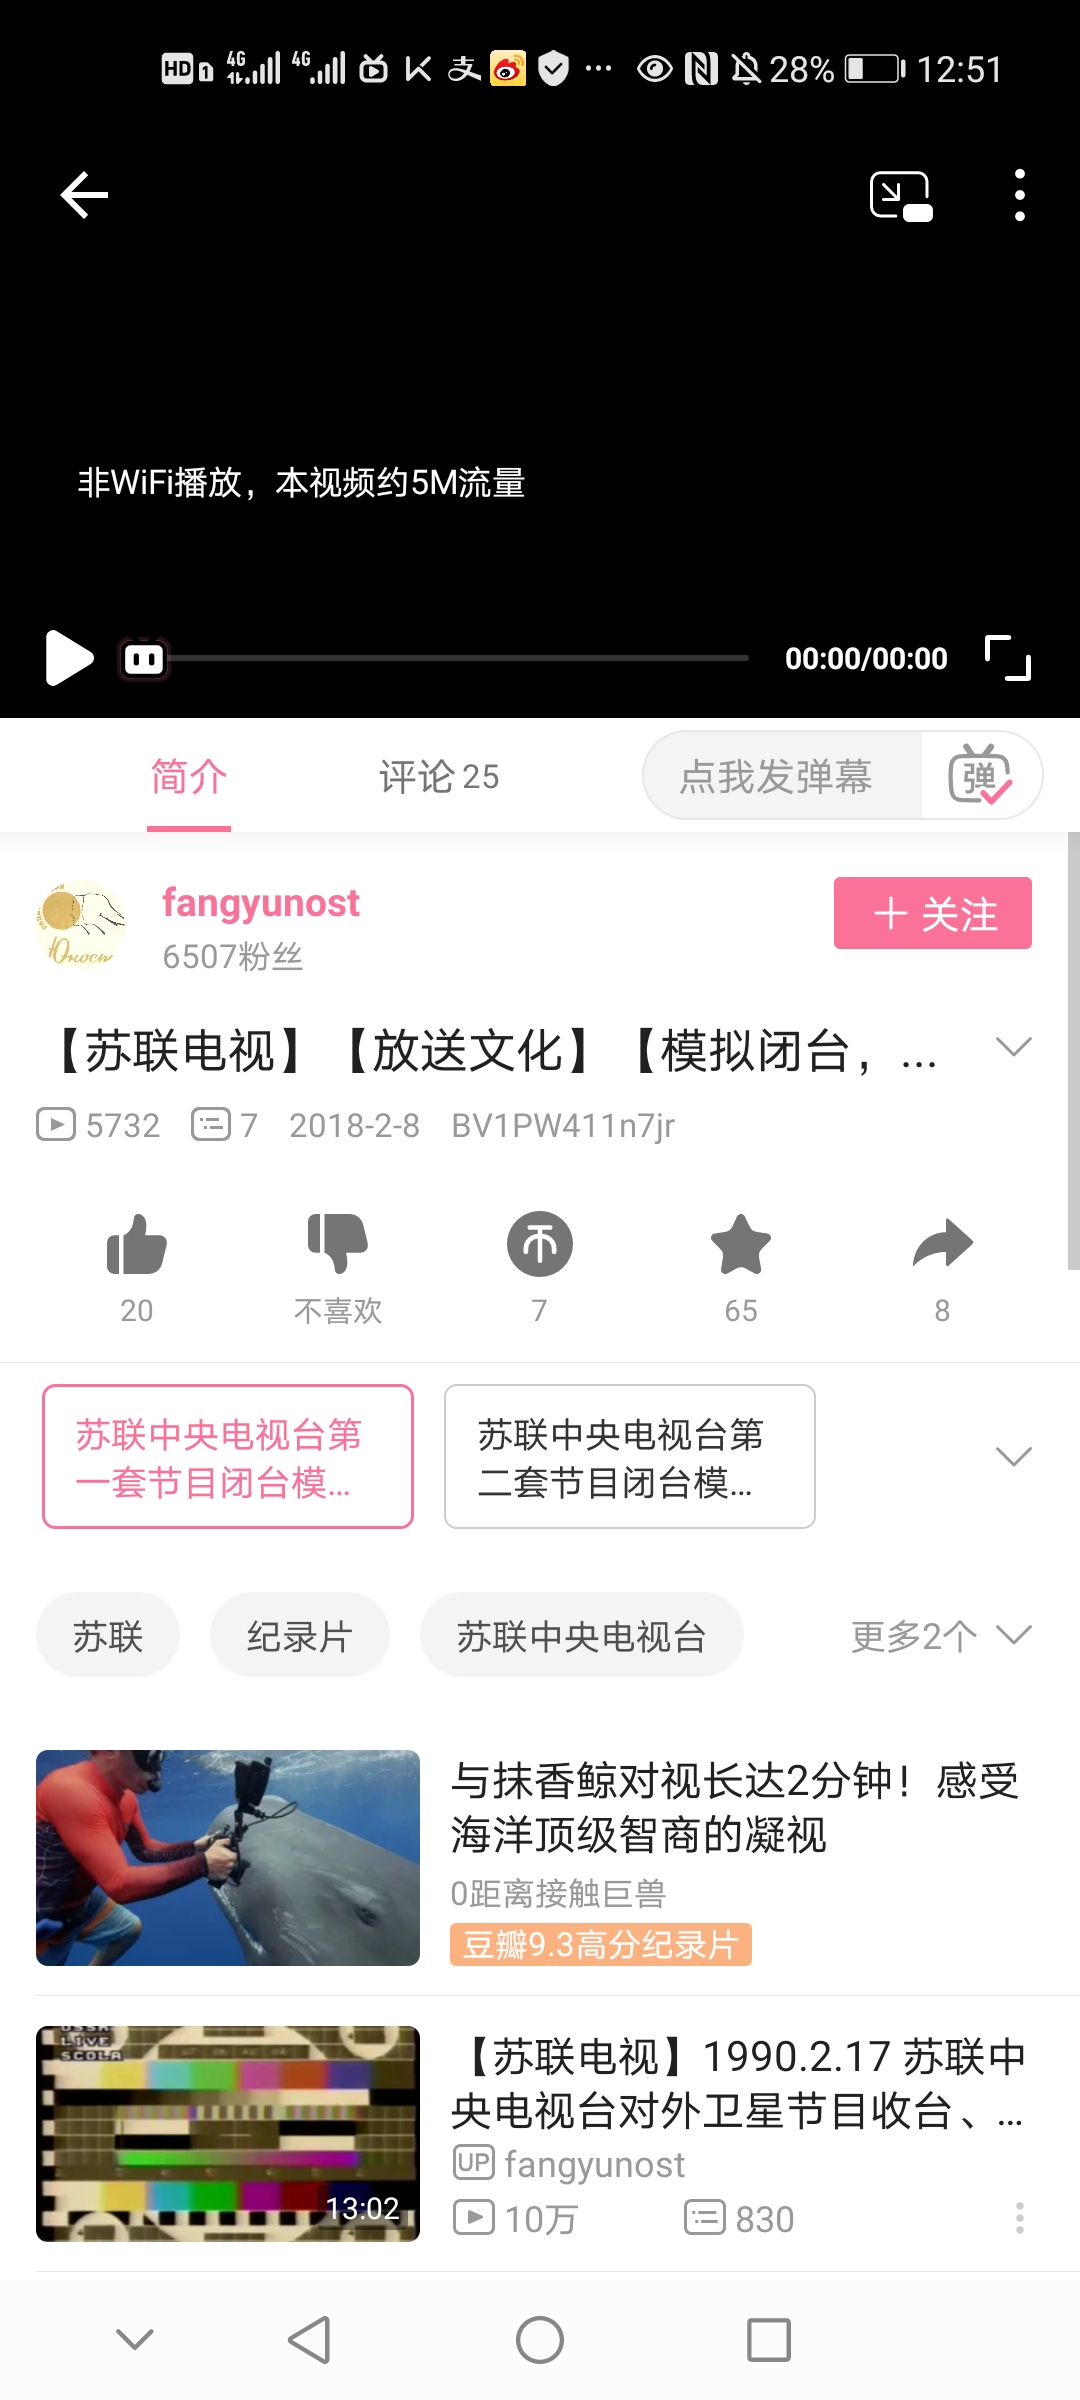 HD 1 4G 4G 28% 12:51
非WiFi播放，本视频约5M流量
00:00/00:00
简介 评论 25 点我发弹幕 弹
fangyunost
6507粉丝
Юность
＋ 关注
【苏联电视】【放送文化】【模拟闭台，...
5732 7 2018-2-8 BV1PW411n7jr
20 不喜欢 7 65 8
苏联中央电视台第
一套节目闭台模...
苏联中央电视台第
二套节目闭台模...
苏联 纪录片 苏联中央电视台 更多2个
与抹香鲸对视长达2分钟！感受
海洋顶级智商的凝视
0距离接触巨兽
豆瓣9.3高分纪录片
USSR
LIVE
SCOLA
13:02
【苏联电视】1990.2.17 苏联中
央电视台对外卫星节目收台、...
UP fangyunost
10万 830